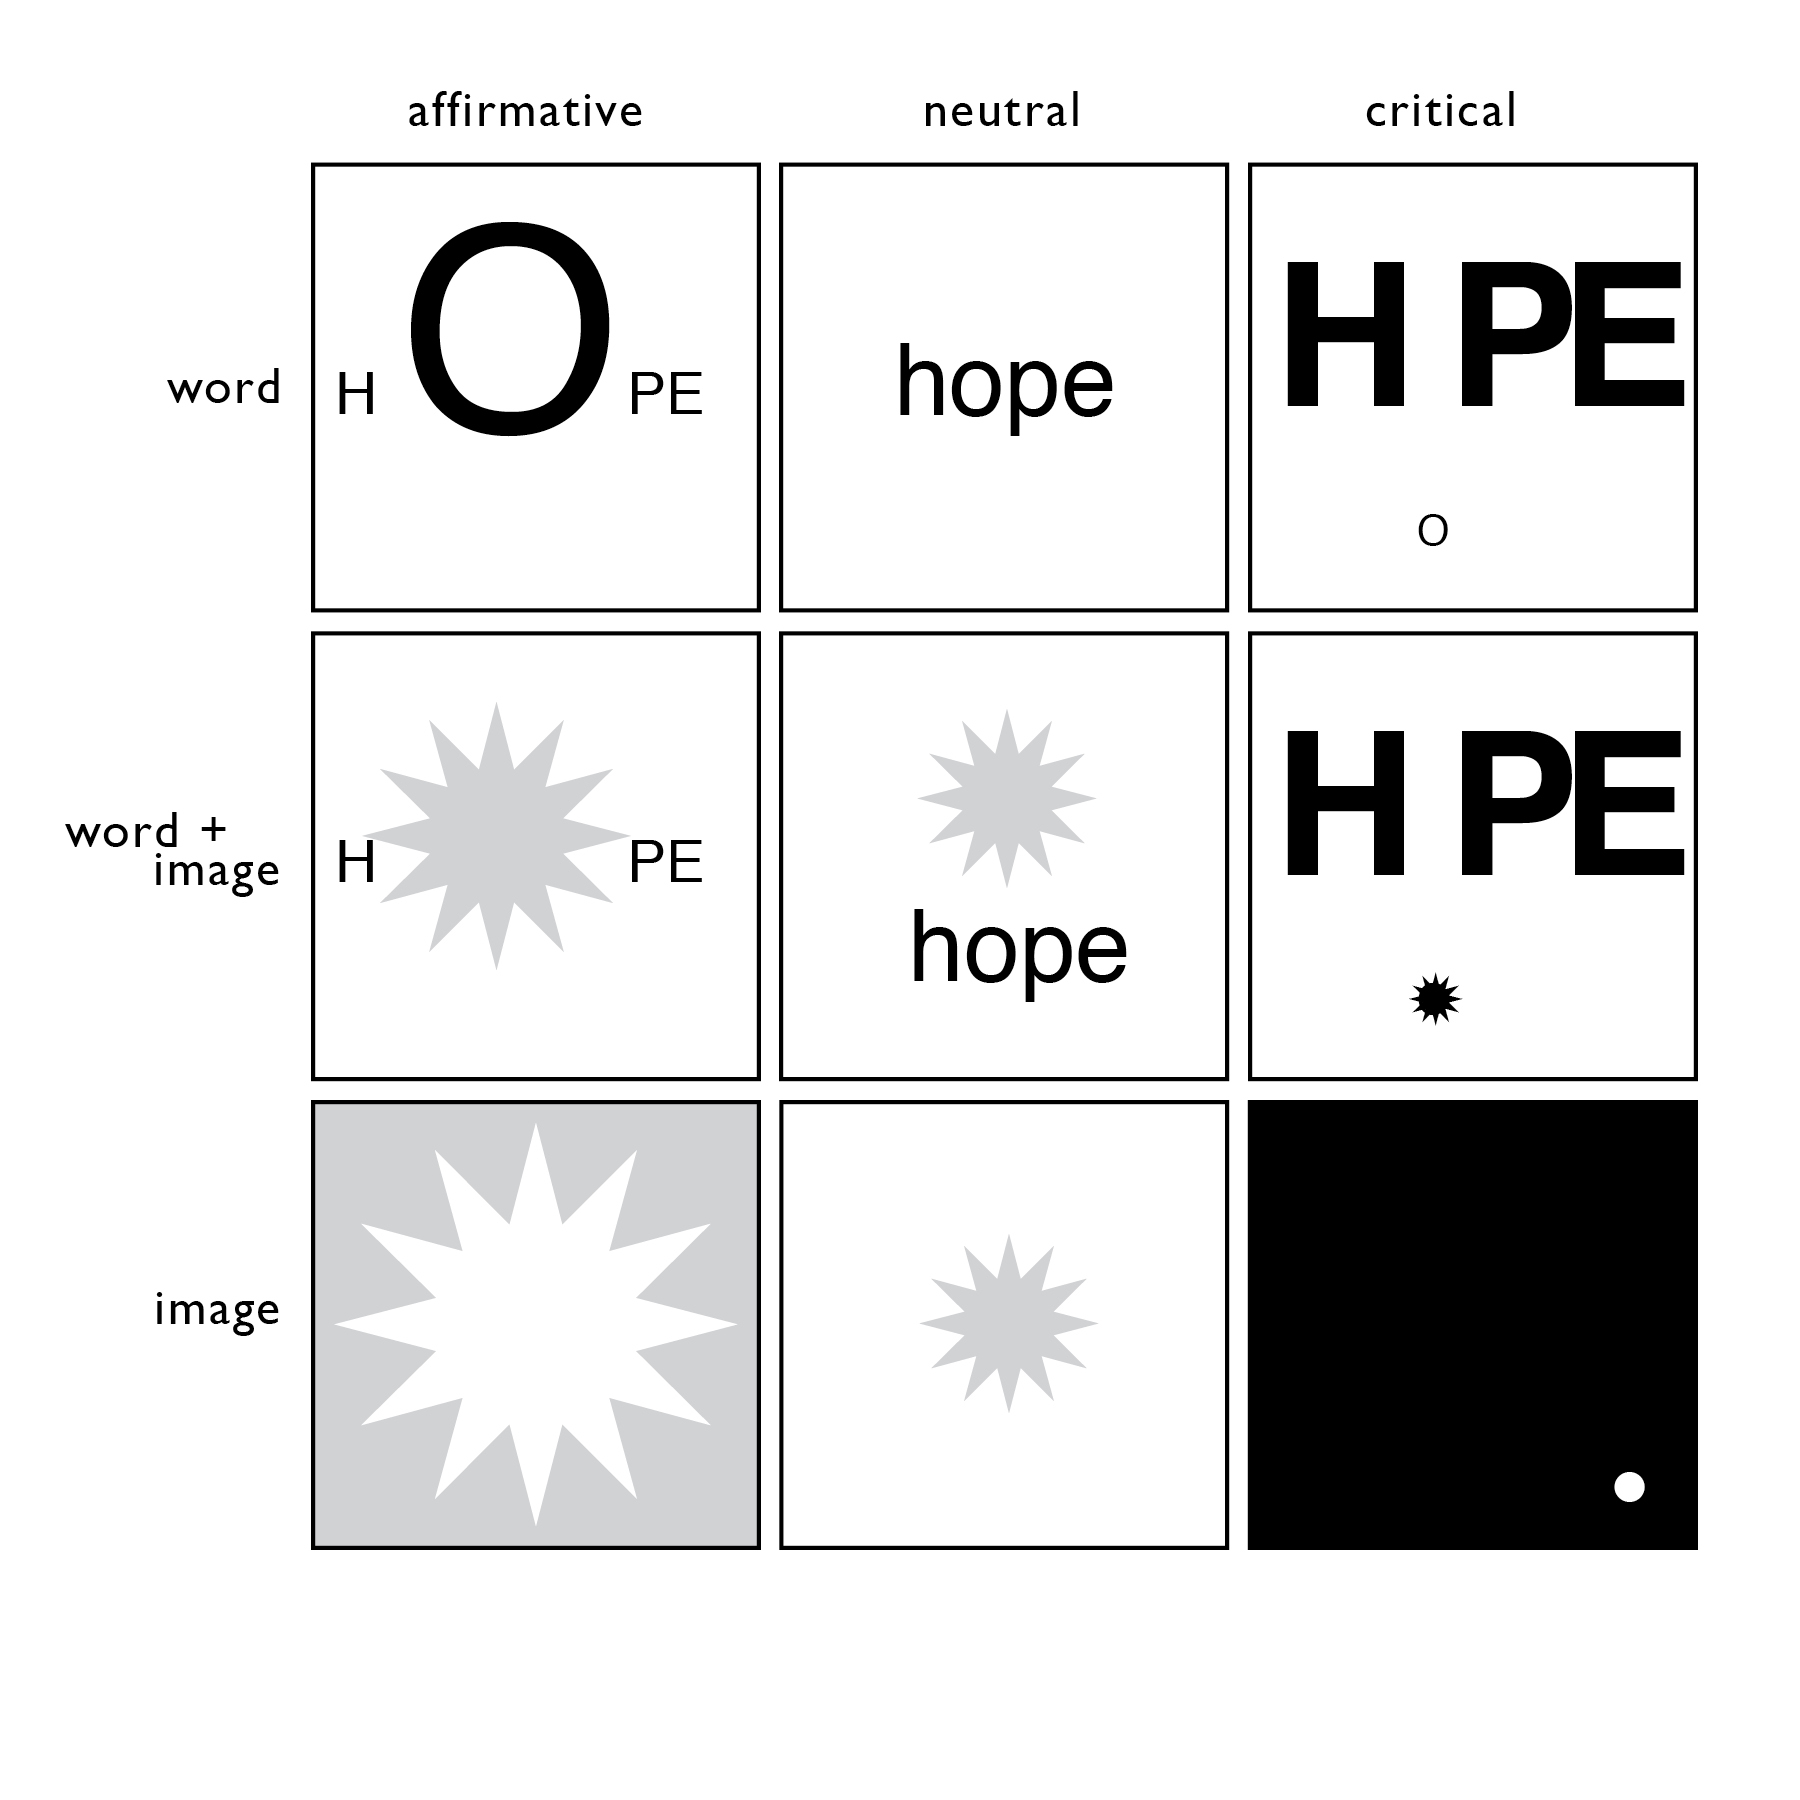 affirmative neutral critical
word
H O PE
hope
H PE
O
word +
image
H PE
hope
H PE
image